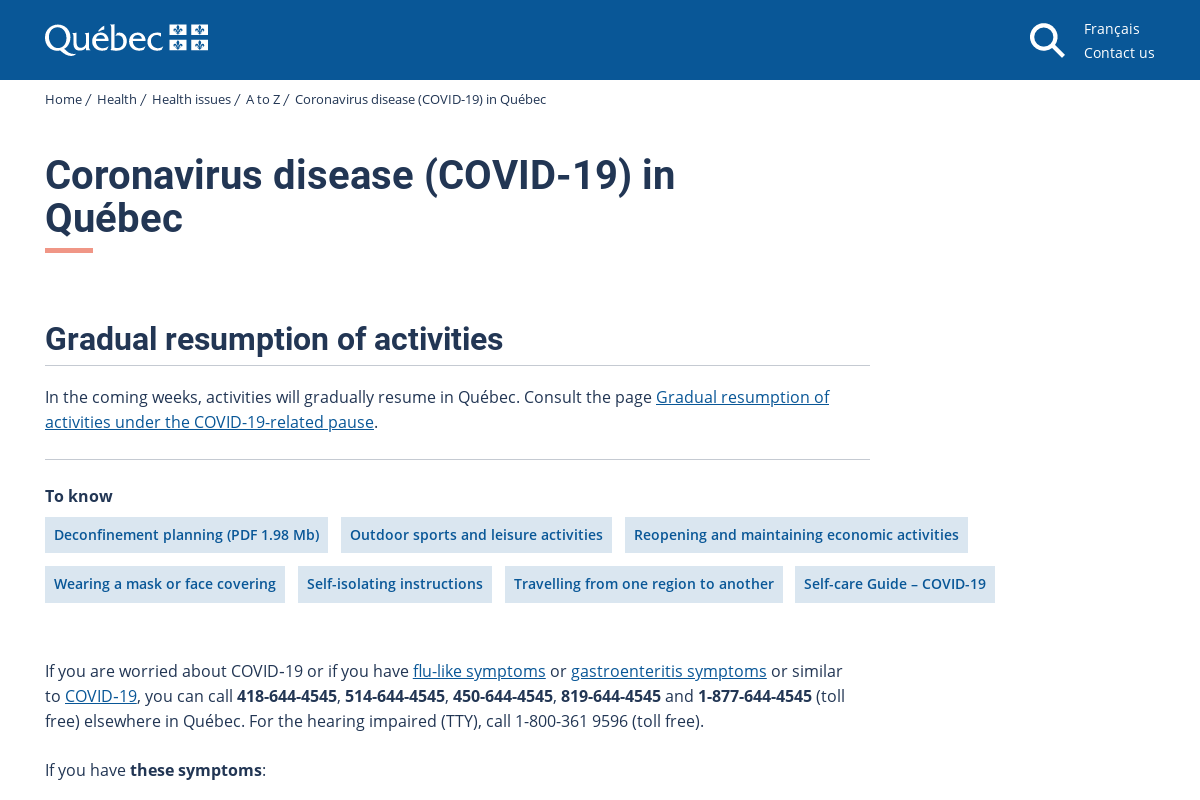 Québec
Français
Contact us
Home / Health / Health issues / A to Z / Coronavirus disease (COVID-19) in Québec
Coronavirus disease (COVID-19) in
Québec
Gradual resumption of activities
In the coming weeks, activities will gradually resume in Québec. Consult the page Gradual resumption of
activities under the COVID-19-related pause.
To know
Deconfinement planning (PDF 1.98 Mb) Outdoor sports and leisure activities Reopening and maintaining economic activities
Wearing a mask or face covering Self-isolating instructions Travelling from one region to another Self-care Guide – COVID-19
If you are worried about COVID-19 or if you have flu-like symptoms or gastroenteritis symptoms or similar
to COVID-19, you can call 418-644-4545, 514-644-4545, 450-644-4545, 819-644-4545 and 1-877-644-4545 (toll
free) elsewhere in Québec. For the hearing impaired (TTY), call 1-800-361 9596 (toll free).
If you have these symptoms: